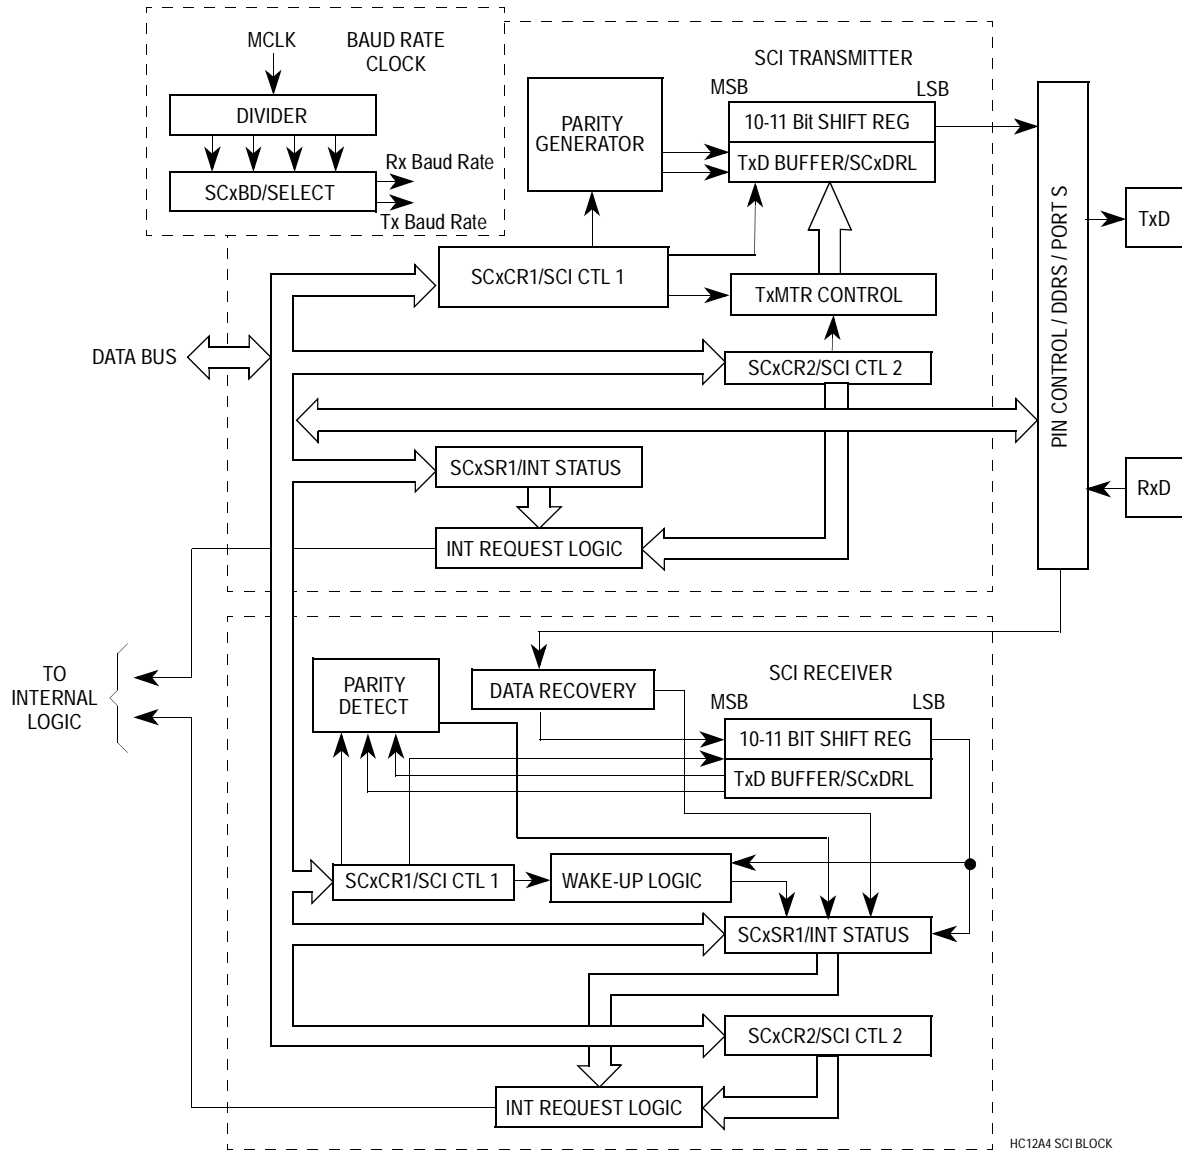 MCLK
BAUD RATE
CLOCK
DIVIDER
SCxBD/SELECT
Rx Baud Rate
Tx Baud Rate
SCI TRANSMITTER
MSB
LSB
PARITY
GENERATOR
10-11 Bit SHIFT REG
TxD BUFFER/SCxDRL
SCxCR1/SCI CTL 1
TxMTR CONTROL
SCxCR2/SCI CTL 2
DATA BUS
SCxSR1/INT STATUS
INT REQUEST LOGIC
PIN CONTROL / DDRS / PORT S
TxD
RxD
TO
INTERNAL
LOGIC
SCI RECEIVER
PARITY
DETECT
DATA RECOVERY
MSB
LSB
10-11 BIT SHIFT REG
TxD BUFFER/SCxDRL
SCxCR1/SCI CTL 1
WAKE-UP LOGIC
SCxSR1/INT STATUS
SCxCR2/SCI CTL 2
INT REQUEST LOGIC
HC12A4 SCI BLOCK